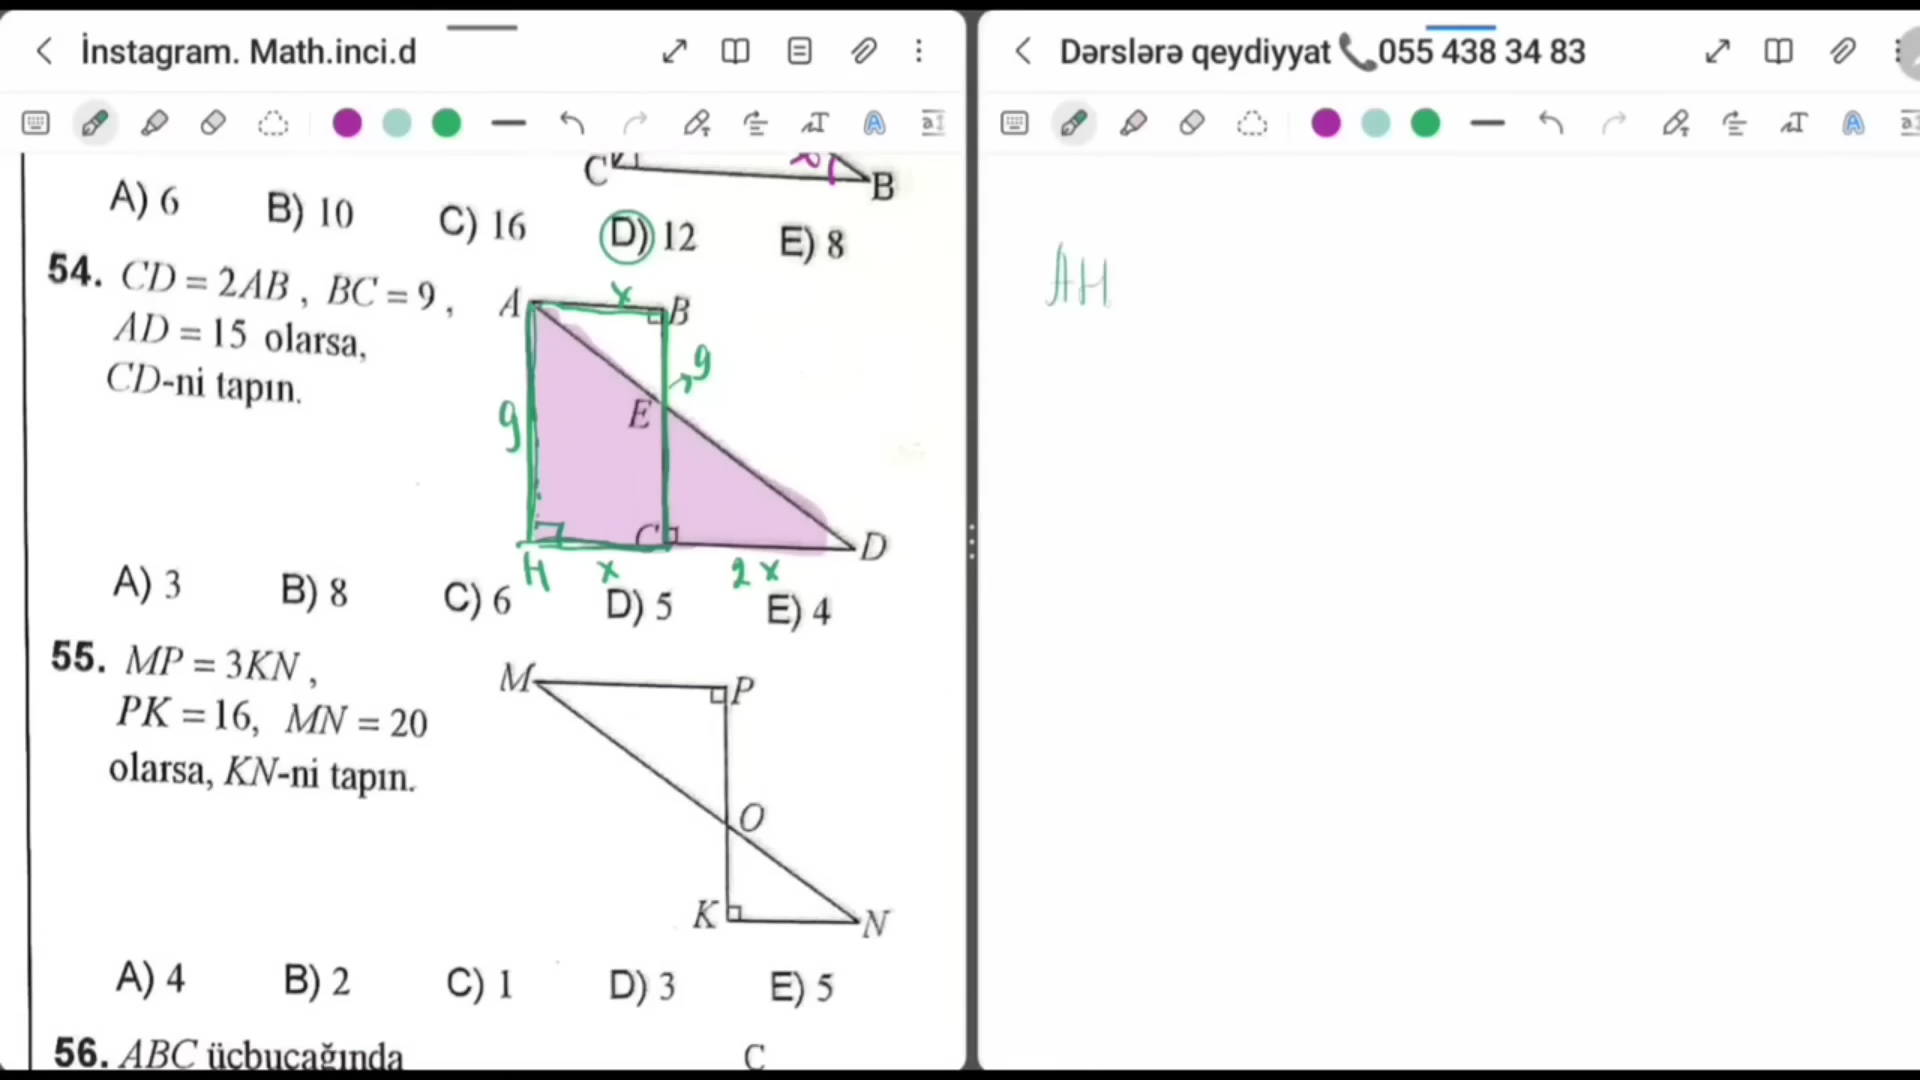 İnstagram. Math.inci.d
Dərslərə qeydiyyat 📞055 438 34 83
C B
A) 6 B) 10 C) 16 D) 12 E) 8
54. CD = 2AB , BC = 9 ,
AD = 15 olarsa,
CD-ni tapın.
A x B
9
E
9
C D
H x 2x
A) 3 B) 8 C) 6 D) 5 E) 4
55. MP = 3KN ,
PK = 16, MN = 20
olarsa, KN-ni tapın.
M P
O
K N
A) 4 B) 2 C) 1 D) 3 E) 5
56. ABC üçbucağında
C
AH